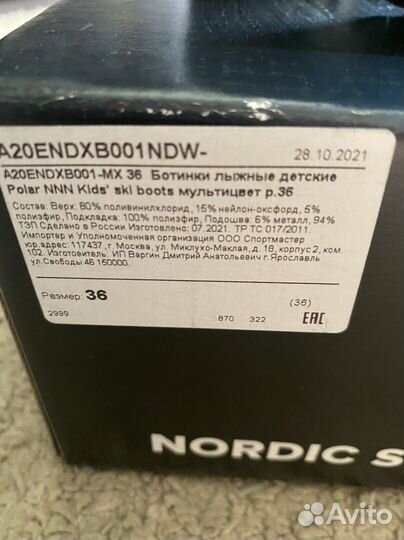 A20ENDXB001NDW-
28.10.2021
A20ENDXB001-MX 36 Ботинки лыжные детские
Polar NNN Kids' ski boots мультицвет р.36
Состав: Верх: 80% поливинилхлорид, 15% нейлон-оксфорд, 5%
полиэфир, Подкладка: 100% полиэфир, Подошва: 6% металл, 94%
ТЭП Сделано в России Изготовлено: 07.2021. ТР ТС 017/2011.
Импортер и Уполномоченная организация ООО Спортмастер
юр.адрес: 117437, г. Москва, ул. Миклухо-Маклая, д. 18, корпус 2, ком.
102. Изготовитель: ИП Варгин Дмитрий Анатольевич г.Ярославль
ул.Свободы 46 150000.
Размер: 36
(36)
2999
870 322
EAC
NORDIC S
Avito